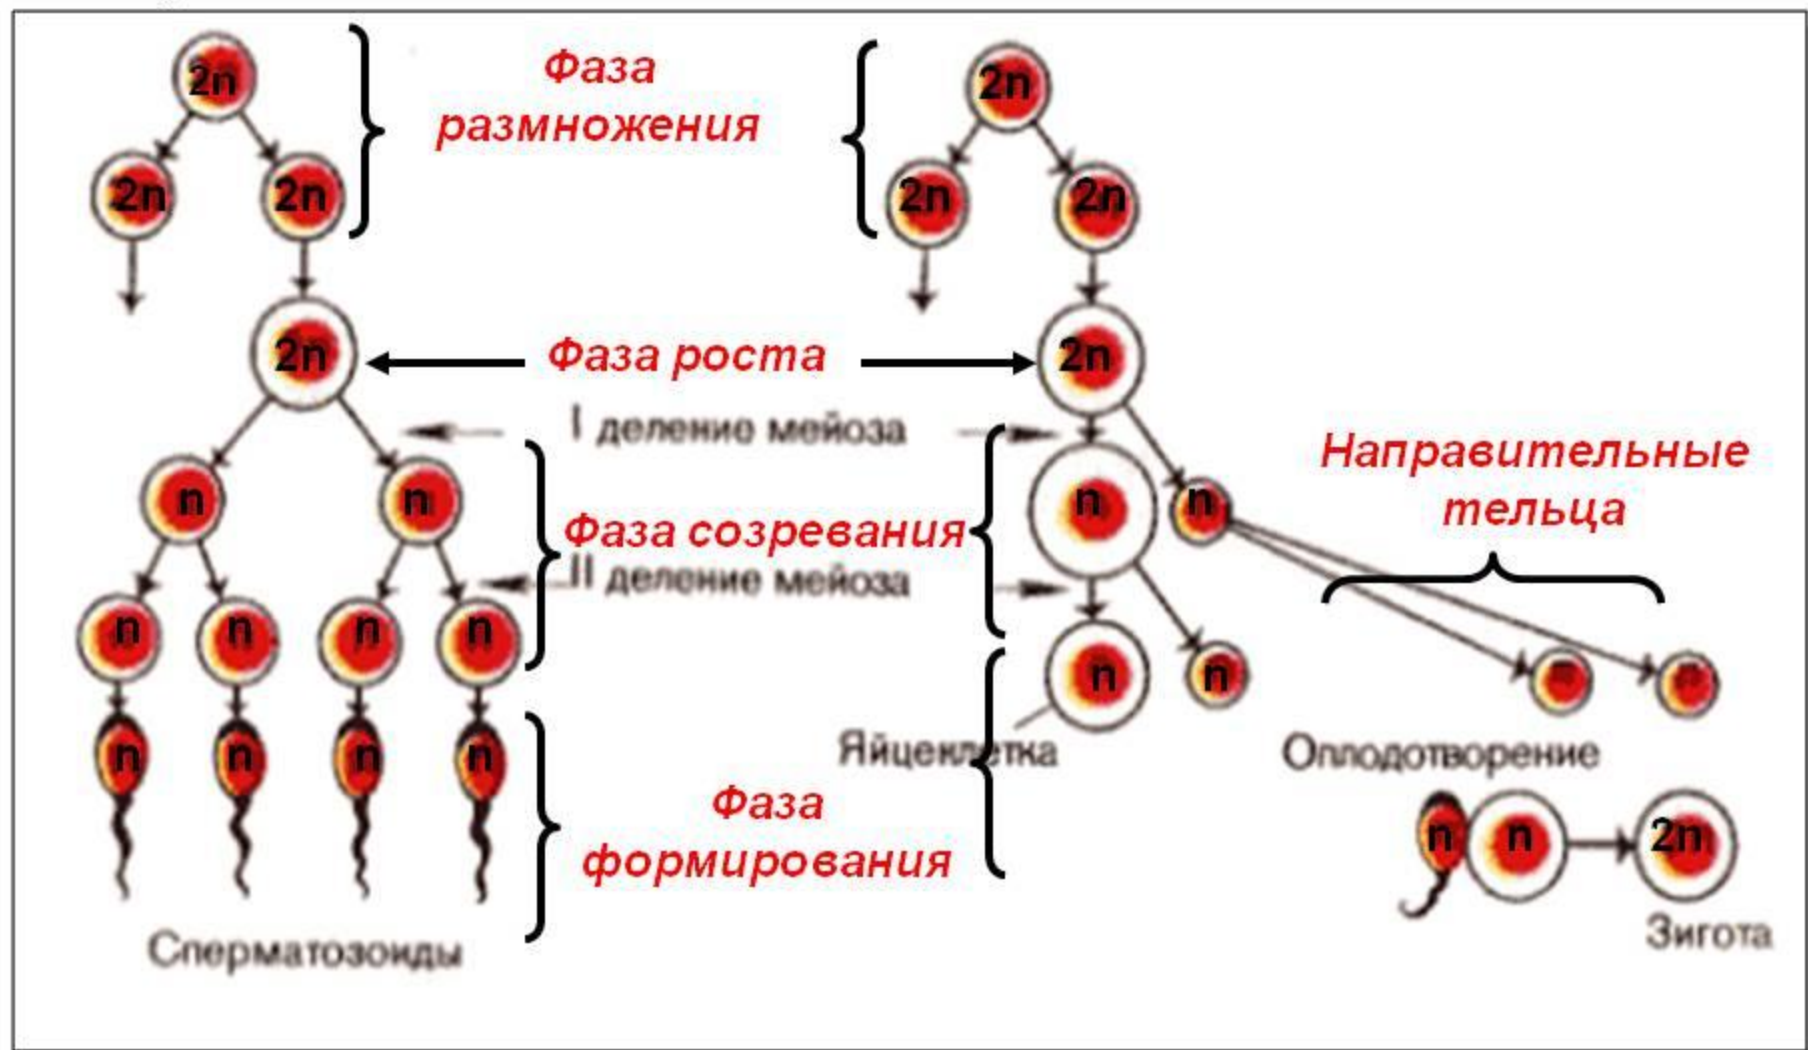 2n
2n
Фаза
размножения
2n
2n
2n
2n
2n
Фаза роста
2n
I деление мейоза
Направительные
тельца
n
n
n
n
Фаза созревания
II деление мейоза
n
n
n
n
n
n
n
n
n
n
Яйцеклетка
Оплодотворение
Фаза
формирования
n
n
2n
Сперматозоиды
Зигота